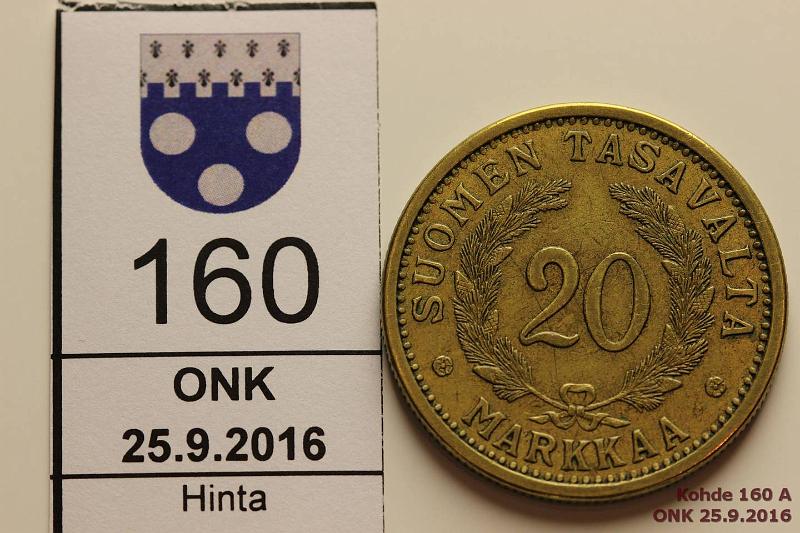 160
ONK
25.9.2016
Hinta
SUOMEN TASAVALTA
20
MARKKAA
Kohde 160 A
ONK 25.9.2016